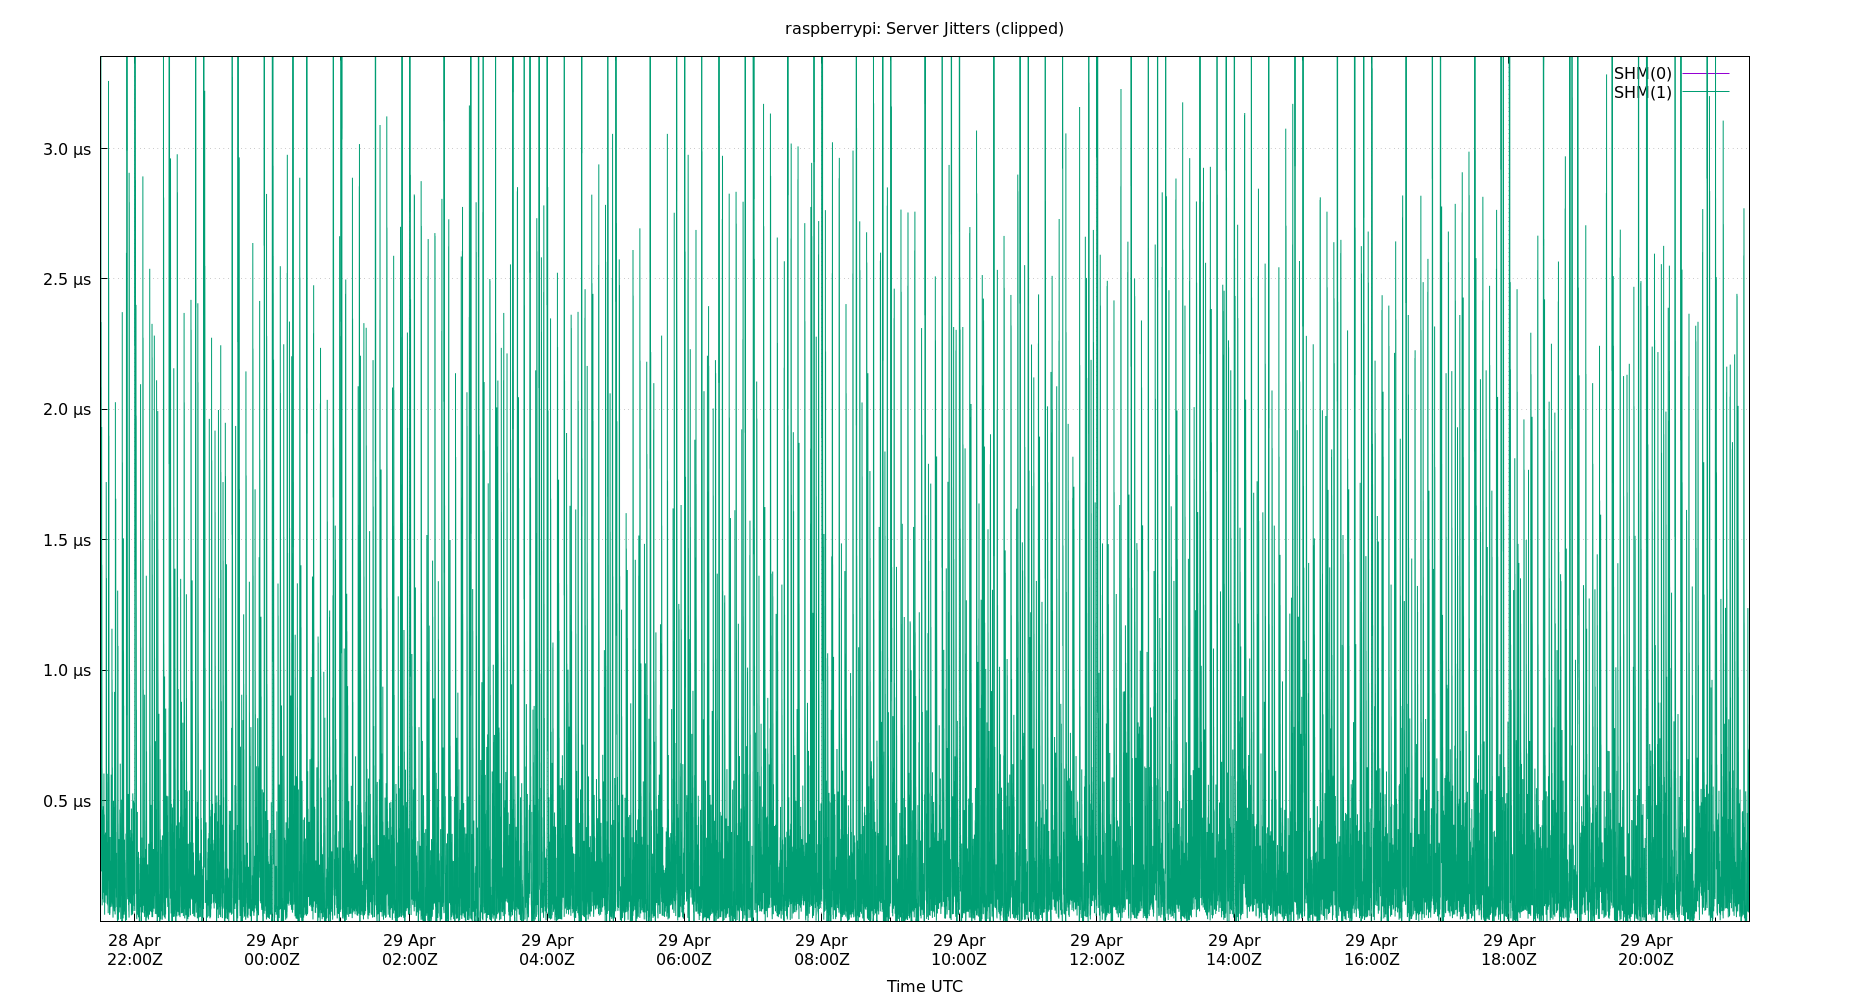 raspberrypi: Server Jitters (clipped)
SHM(0)
SHM(1)
3.0 µs
2.5 µs
2.0 µs
1.5 µs
1.0 µs
0.5 µs
28 Apr 29 Apr 29 Apr 29 Apr 29 Apr 29 Apr 29 Apr 29 Apr 29 Apr 29 Apr 29 Apr 29 Apr
22:00Z 00:00Z 02:00Z 04:00Z 06:00Z 08:00Z 10:00Z 12:00Z 14:00Z 16:00Z 18:00Z 20:00Z
Time UTC